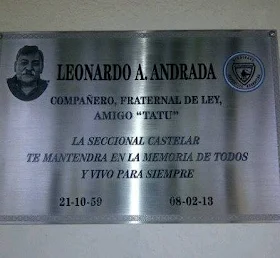 LEONARDO A. ANDRADA
COMPAÑERO, FRATERNAL DE LEY,
AMIGO "TATU"
LA SECCIONAL CASTELAR
TE MANTENDRA EN LA MEMORIA DE TODOS
Y VIVO PARA SIEMPRE
21-10-59 08-02-13